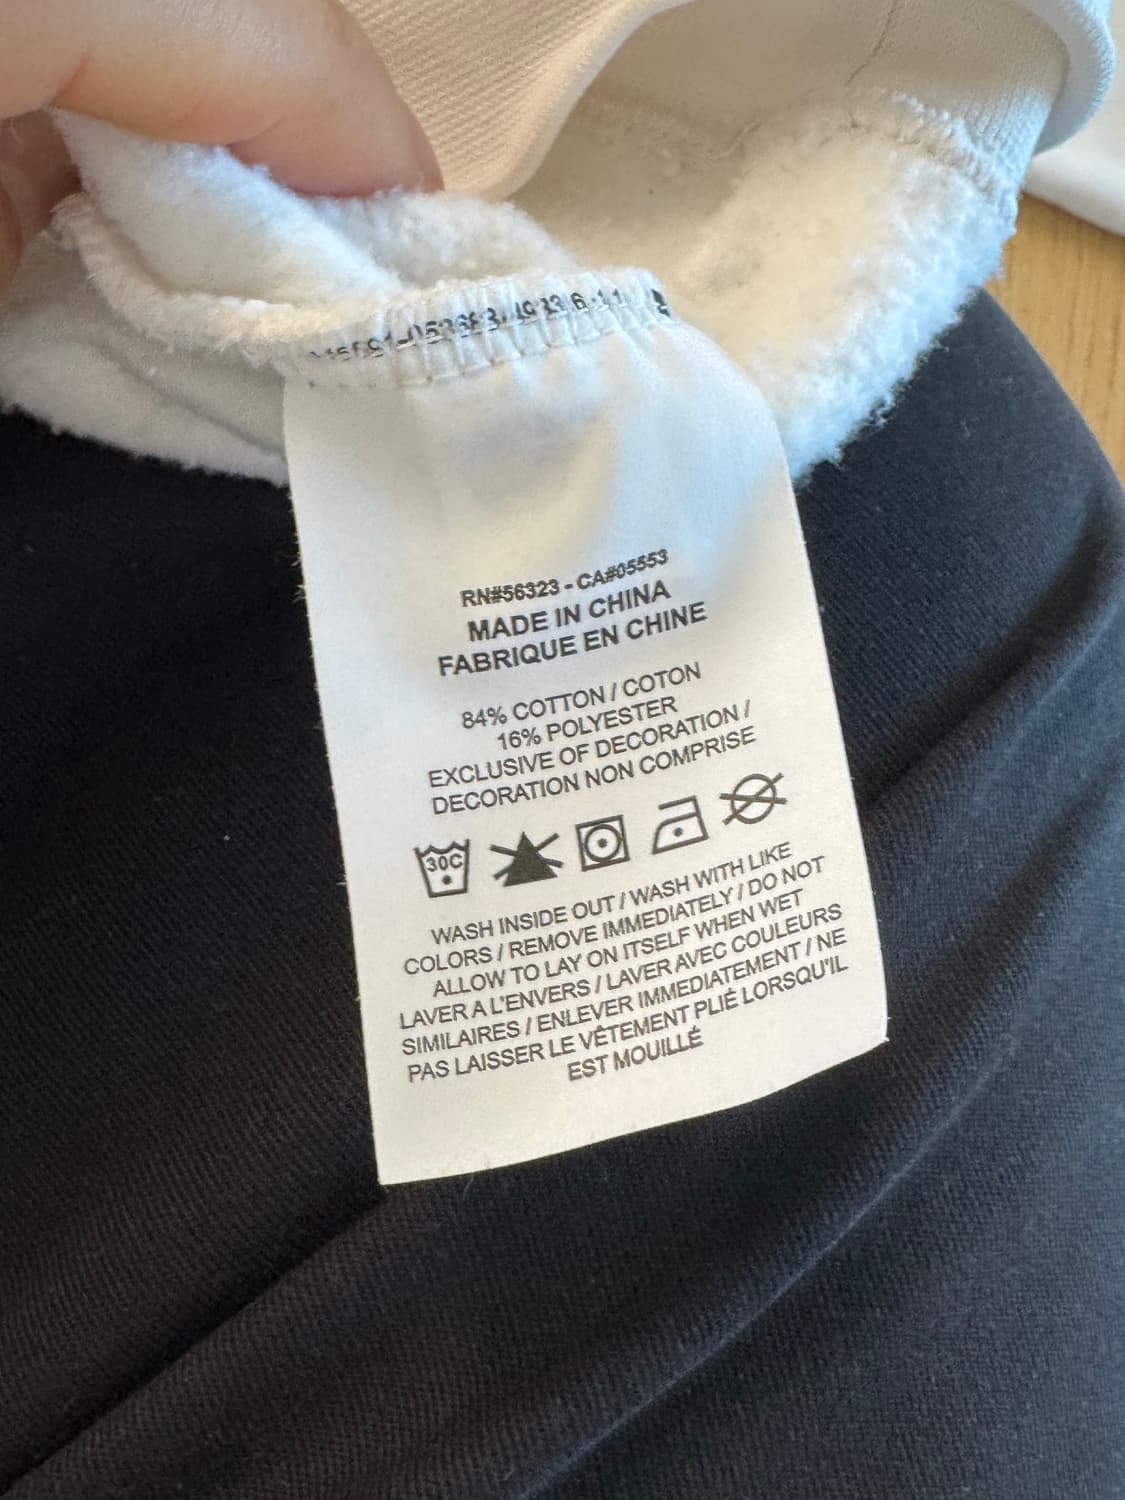 RN#56323 - CA#05553
MADE IN CHINA
FABRIQUE EN CHINE
84% COTTON / COTON
16% POLYESTER
EXCLUSIVE OF DECORATION /
DECORATION NON COMPRISE
30C
WASH INSIDE OUT / WASH WITH LIKE
COLORS / REMOVE IMMEDIATELY / DO NOT
ALLOW TO LAY ON ITSELF WHEN WET
LAVER A L'ENVERS / LAVER AVEC COULEURS
SIMILAIRES / ENLEVER IMMEDIATEMENT / NE
PAS LAISSER LE VÊTEMENT PLIÉ LORSQU'IL
EST MOUILLÉ